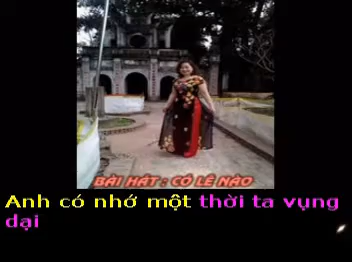 BÀI HÁT : CÓ LẼ NÀO
Anh có nhớ một thời ta vụng
dại